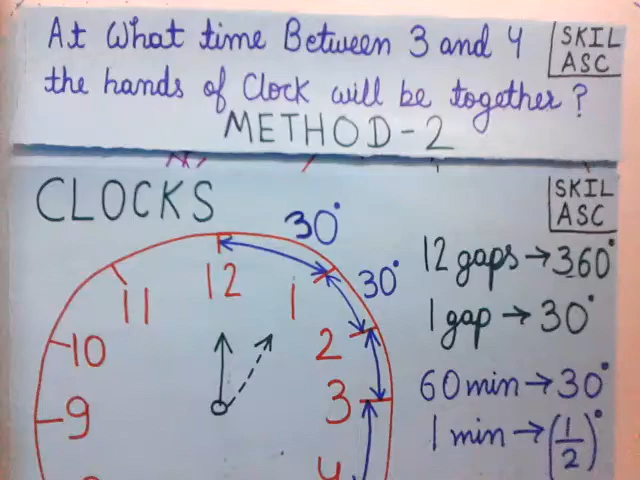 At What time Between 3 and 4
the hands of Clock will be together?
METHOD-2
SKIL
ASC
CLOCKS
SKIL
ASC
30°
30°
12 gaps→360°
1 gap→30°
60min→30°
1 min→(1/2)°
12
1
2
3
4
11
10
9